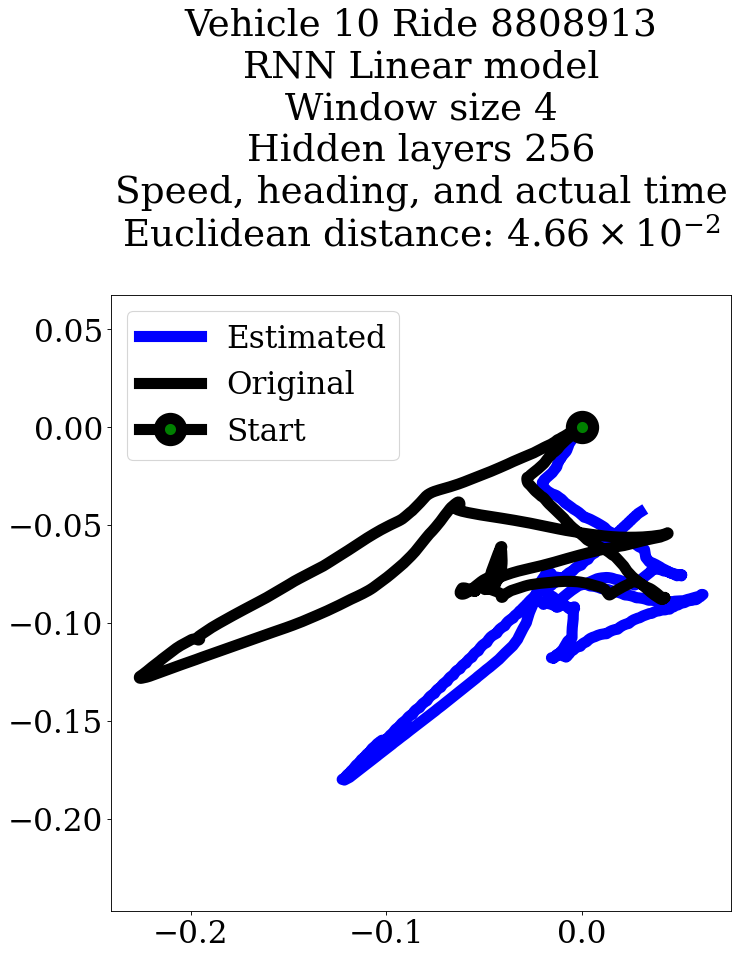 Vehicle 10 Ride 8808913
RNN Linear model
Window size 4
Hidden layers 256
Speed, heading, and actual time
Euclidean distance: 4.66 × 10⁻²
Estimated
Original
Start
0.05
0.00
−0.05
−0.10
−0.15
−0.20
−0.2 −0.1 0.0